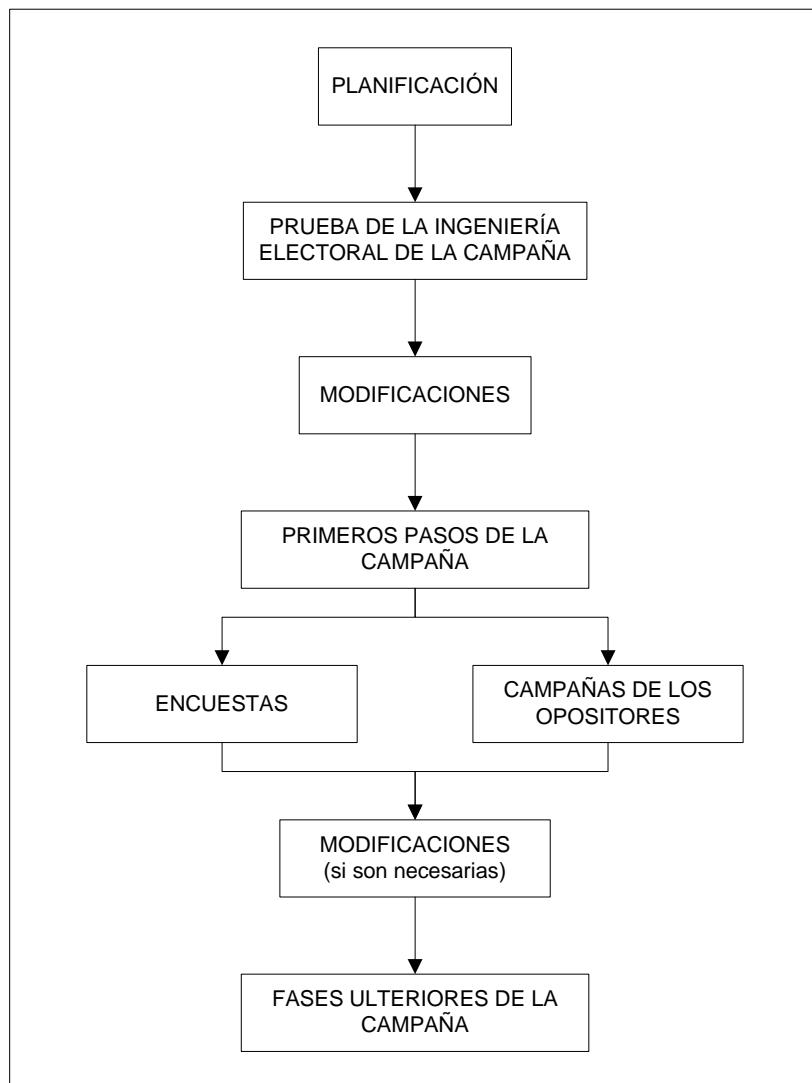 PLANIFICACIÓN
PRUEBA DE LA INGENIERÍA
ELECTORAL DE LA CAMPAÑA
MODIFICACIONES
PRIMEROS PASOS DE LA
CAMPAÑA
ENCUESTAS
CAMPAÑAS DE LOS
OPOSITORES
MODIFICACIONES
(si son necesarias)
FASES ULTERIORES DE LA
CAMPAÑA